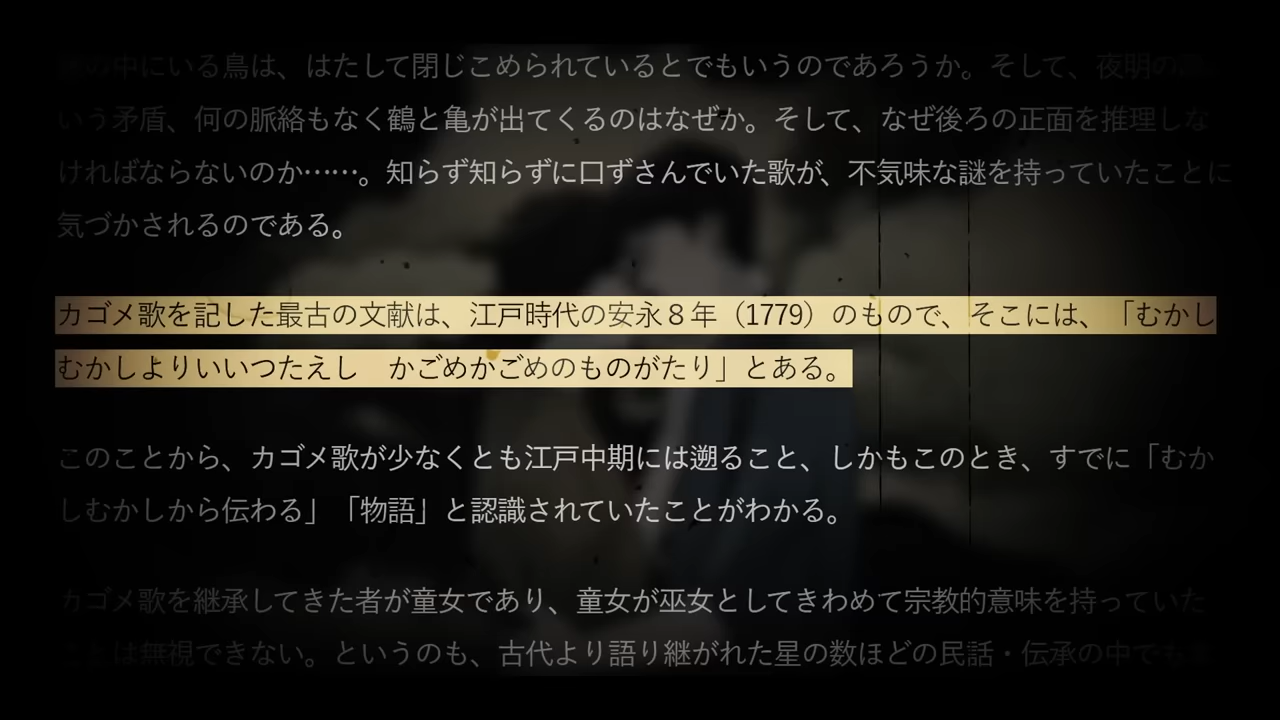 の中にいる鳥は、はたして閉じこめられているとでもいうのであろうか。そして、夜明の
いう矛盾、何の脈絡もなく鶴と亀が出てくるのはなぜか。そして、なぜ後ろの正面を推理しな
ければならないのか……。知らず知らずに口ずさんでいた歌が、不気味な謎を持っていたことに
気づかされるのである。
カゴメ歌を記した最古の文献は、江戸時代の安永８年（1779）のもので、そこには、「むかし
むかしよりいいつたえし　かごめかごめのものがたり」とある。
このことから、カゴメ歌が少なくとも江戸中期には遡ること、しかもこのとき、すでに「むか
しむかしから伝わる」「物語」と認識されていたことがわかる。
カゴメ歌を継承してきた者が童女であり、童女が巫女としてきわめて宗教的意味を持っていた
ことは無視できない。というのも、古代より語り継がれた星の数ほどの民話・伝承の中でも